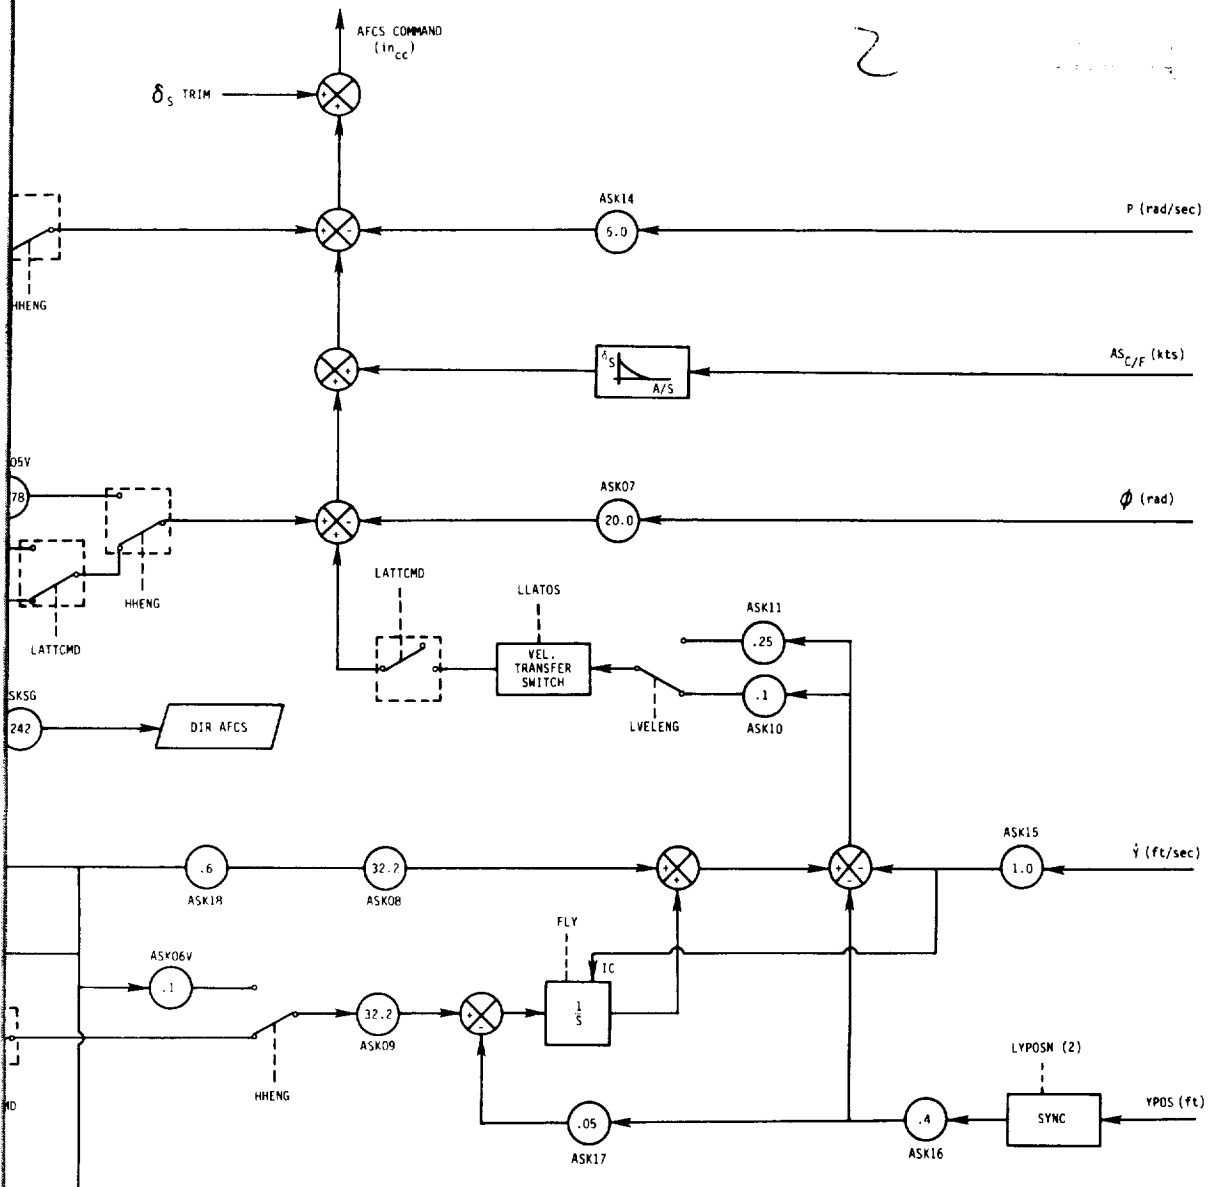 AFCS COMMAND
(in_cc)
δ_S TRIM
+
+
ASK14
6.0
P (rad/sec)
+ -
HHENG
AS_C/F (kts)
δ_S
A/S
+
+
05V
78
ASK07
20.0
ϕ (rad)
+ -
+
HHENG
LATTCMD
LATTCMD
LLATOS
VEL.
TRANSFER
SWITCH
ASK11
.25
.1
ASK10
LVELENG
SKSG
242
DIR AFCS
.6
ASK18
32.2
ASK08
+
+
+ -
-
ASK15
1.0
Ẏ (ft/sec)
FLY
IC
1
S
ASK06V
.1
32.2
ASK09
+
-
HHENG
.05
ASK17
.4
ASK16
LYPOSN (2)
SYNC
YPOS (ft)